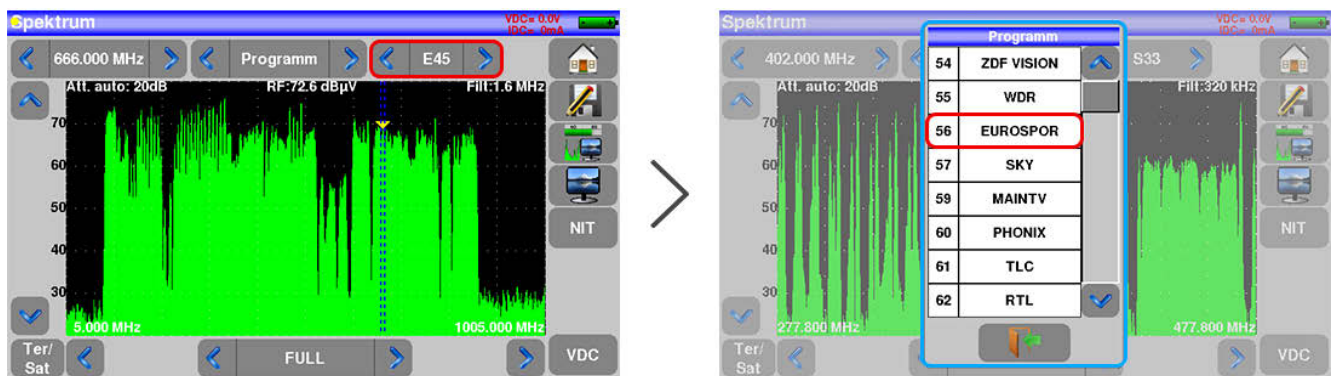 Spektrum
VDC= 0.0V
IDC= 0mA
666.000 MHz
Programm
E45
Att. auto: 20dB
RF:72.6 dBµV
Filt:1.6 MHz
70
60
50
40
30
5.000 MHz
1005.000 MHz
NIT
Ter/
Sat
FULL
VDC
Spektrum
VDC= 0.0V
IDC= 0mA
402.000 MHz
S33
Att. auto: 20dB
Filt:320 kHz
70
60
50
40
30
277.800 MHz
477.800 MHz
NIT
Ter/
Sat
VDC
Programm
54 ZDF VISION
55 WDR
56 EUROSPOR
57 SKY
59 MAINTV
60 PHONIX
61 TLC
62 RTL